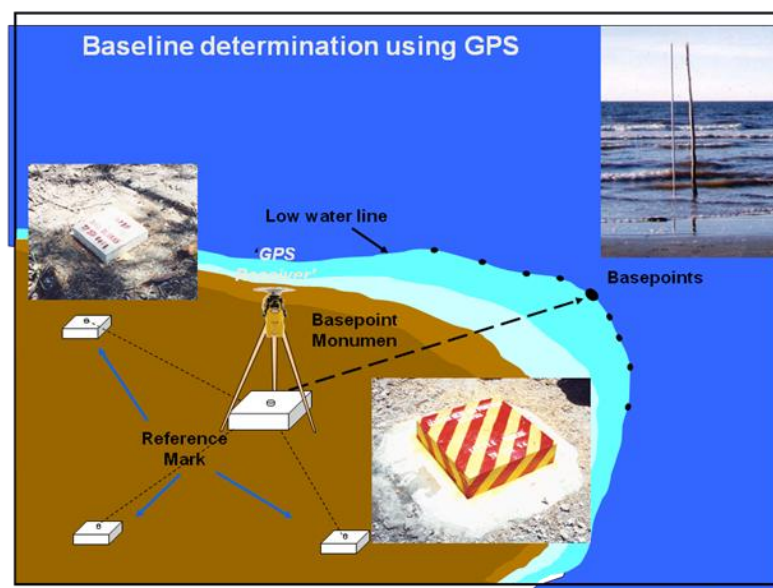 Baseline determination using GPS
Low water line
'GPS
Receiver'
Basepoints
Basepoint
Monumen
Reference
Mark